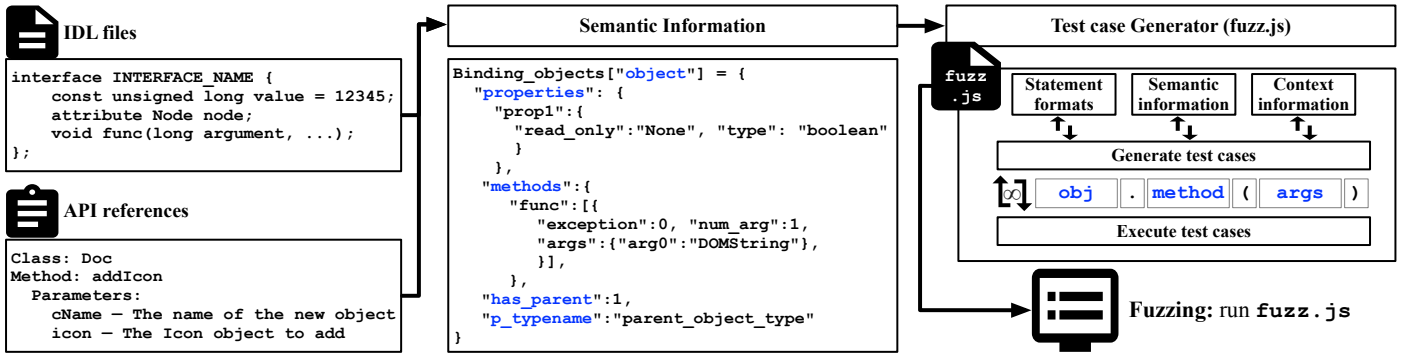 IDL files
interface INTERFACE_NAME {
const unsigned long value = 12345;
attribute Node node;
void func(long argument, ...);
};
API references
Class: Doc
Method: addIcon
Parameters:
cName — The name of the new object
icon — The Icon object to add
Semantic Information
Binding_objects["object"] = {
"properties": {
"prop1":{
"read_only":"None", "type": "boolean"
}
},
"methods":{
"func":[{
"exception":0, "num_arg":1,
"args":{"arg0":"DOMString"},
}],
},
"has_parent":1,
"p_typename":"parent_object_type"
}
Test case Generator (fuzz.js)
fuzz
.js
Statement
formats
Semantic
information
Context
information
Generate test cases
∞ obj . method ( args )
Execute test cases
Fuzzing: run fuzz.js